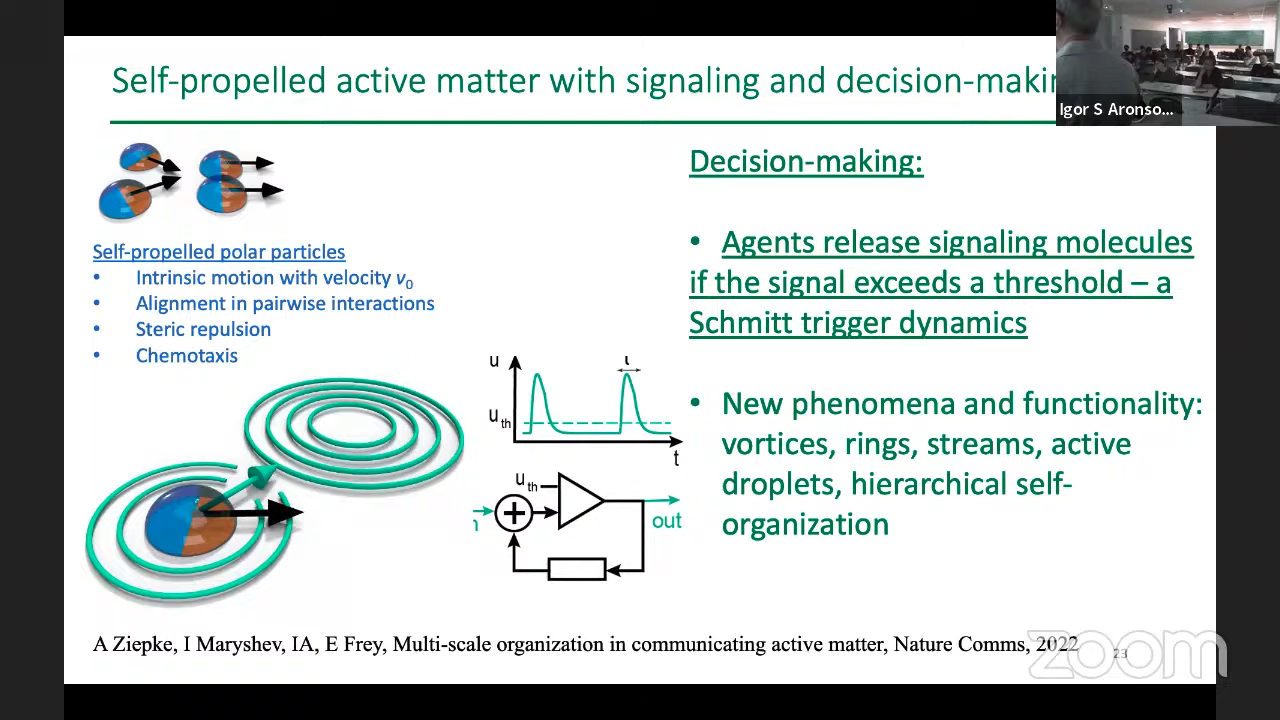 Self-propelled active matter with signaling and decision-makin
Igor S Aronso...
Self-propelled polar particles
• Intrinsic motion with velocity v0
• Alignment in pairwise interactions
• Steric repulsion
• Chemotaxis
u
uth
t
uth
+
out
Decision-making:
• Agents release signaling molecules
if the signal exceeds a threshold – a
Schmitt trigger dynamics
• New phenomena and functionality:
vortices, rings, streams, active
droplets, hierarchical self-
organization
A Ziepke, I Maryshev, IA, E Frey, Multi-scale organization in communicating active matter, Nature Comms, 2022
23
zoom